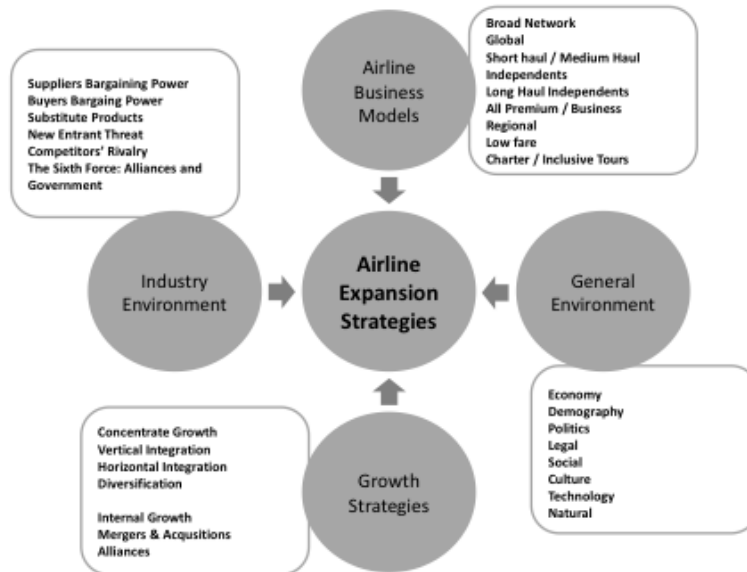 Airline
Business
Models
Broad Network
Global
Short haul / Medium Haul
Independents
Long Haul Independents
All Premium / Business
Regional
Low fare
Charter / Inclusive Tours
Suppliers Bargaining Power
Buyers Bargaing Power
Substitute Products
New Entrant Threat
Competitors' Rivalry
The Sixth Force: Alliances and
Government
Industry
Environment
Airline
Expansion
Strategies
General
Environment
Economy
Demography
Politics
Legal
Social
Culture
Technology
Natural
Concentrate Growth
Vertical Integration
Horizontal Integration
Diversification
Internal Growth
Mergers & Acqusitions
Alliances
Growth
Strategies